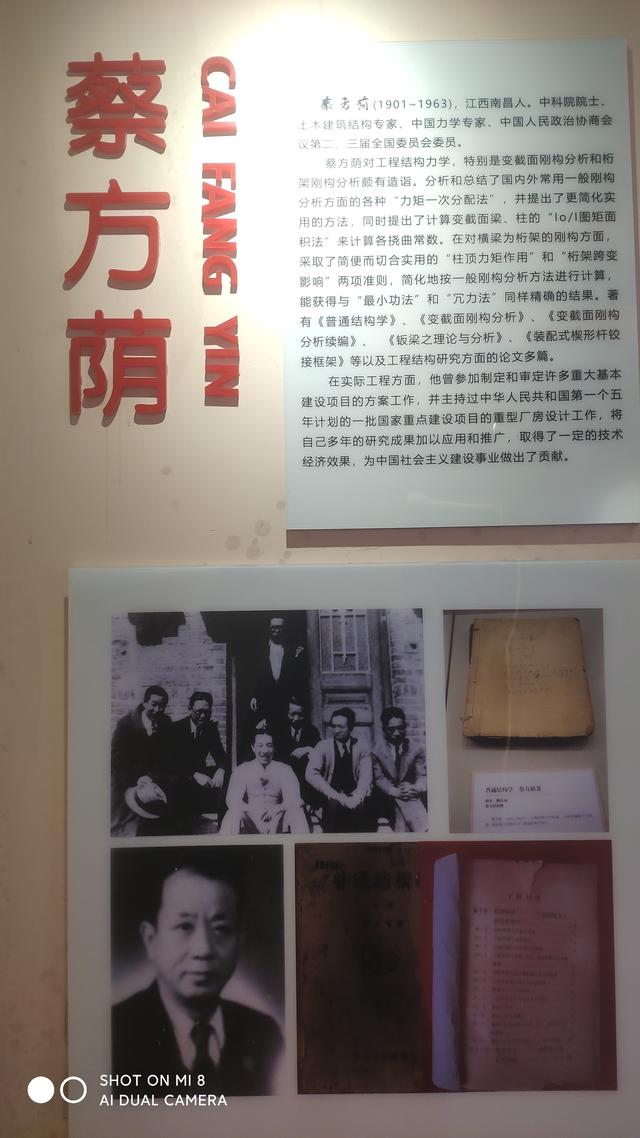 蔡方荫
CAI FANG YIN
蔡方荫(1901~1963)，江西南昌人。中科院院士、
土木建筑结构专家、中国力学专家、中国人民政治协商会
议第二、三届全国委员会委员。
蔡方荫对工程结构力学，特别是变截面刚构分析和桁
架刚构分析颇有造诣。分析和总结了国内外常用一般刚构
分析方面的各种“力矩一次分配法”，并提出了更简化实
用的方法，同时提出了计算变截面梁、柱的“Io/I图矩面
积法”来计算各挠曲常数。在对横梁为桁架的刚构方面，
采取了简便而切合实用的“柱顶力矩作用”和“桁架跨变
影响”两项准则，简化地按一般刚构分析方法进行计算，
能获得与“最小功法”和“冗力法”同样精确的结果。著
有《普通结构学》、《变截面刚构分析》、《变截面刚构
分析续编》、《钣梁之理论与分析》、《装配式楔形杆铰
接框架》等以及工程结构研究方面的论文多篇。
在实际工程方面，他曾参加制定和审定许多重大基本
建设项目的方案工作，并主持过中华人民共和国第一个五
年计划的一批国家重点建设项目的重型厂房设计工作，将
自己多年的研究成果加以应用和推广，取得了一定的技术
经济效果，为中国社会主义建设事业做出了贡献。
普通结构学 蔡方荫著
普通结构
下册目录
SHOT ON MI 8
AI DUAL CAMERA